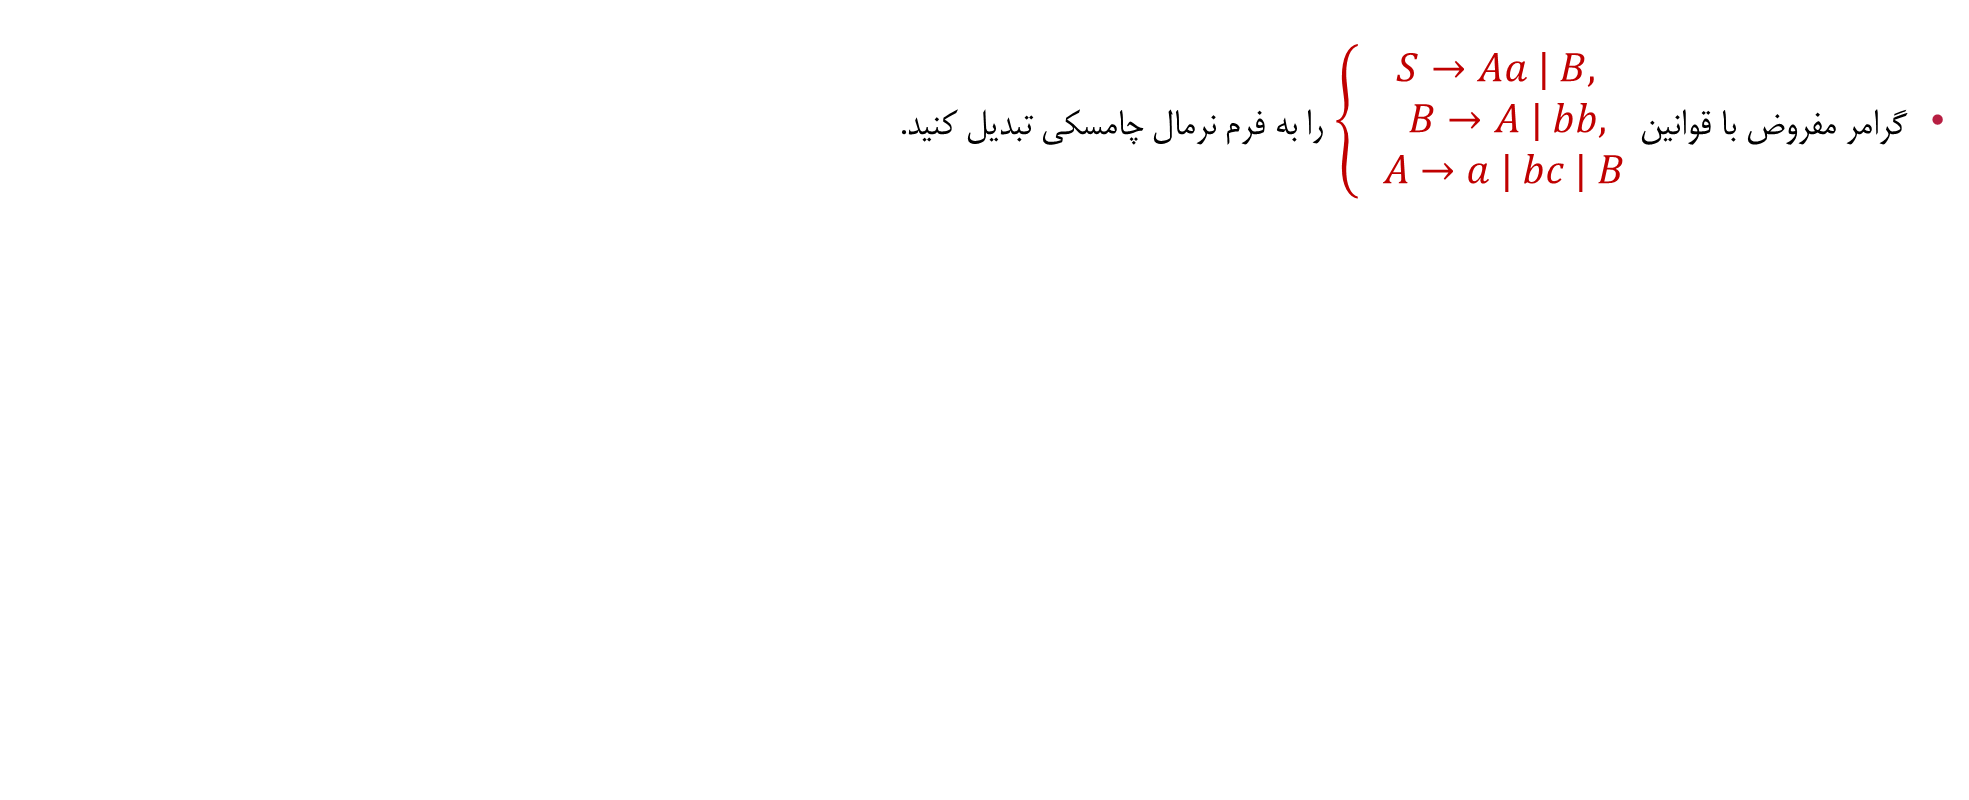 • گرامر مفروض با قوانین { S → Aa | B, را به فرم نرمال چامسکی تبدیل کنید.
B → A | bb,
A → a | bc | B